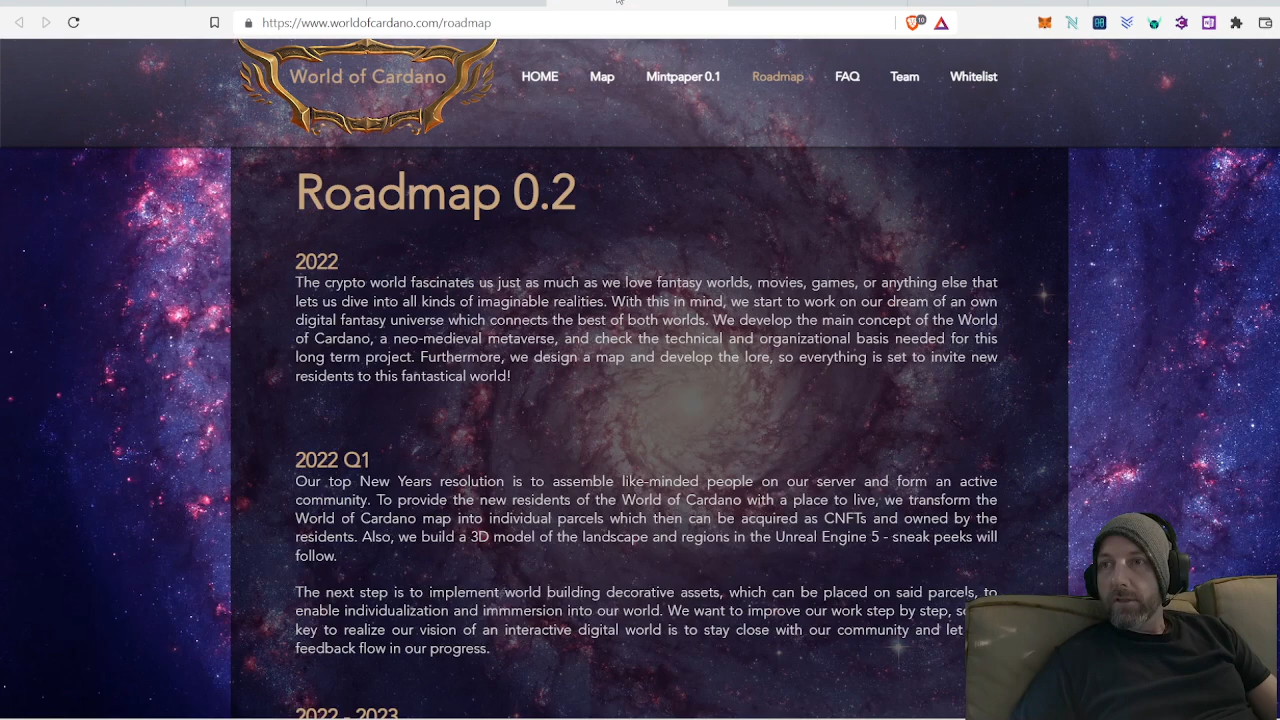 https://www.worldofcardano.com/roadmap
10
World of Cardano
HOME
Map
Mintpaper 0.1
Roadmap
FAQ
Team
Whitelist
Roadmap 0.2
2022
The crypto world fascinates us just as much as we love fantasy worlds, movies, games, or anything else that
lets us dive into all kinds of imaginable realities. With this in mind, we start to work on our dream of an own
digital fantasy universe which connects the best of both worlds. We develop the main concept of the World
of Cardano, a neo-medieval metaverse, and check the technical and organizational basis needed for this
long term project. Furthermore, we design a map and develop the lore, so everything is set to invite new
residents to this fantastical world!
2022 Q1
Our top New Years resolution is to assemble like-minded people on our server and form an active
community. To provide the new residents of the World of Cardano with a place to live, we transform the
World of Cardano map into individual parcels which then can be acquired as CNFTs and owned by the
residents. Also, we build a 3D model of the landscape and regions in the Unreal Engine 5 - sneak peeks will
follow.
The next step is to implement world building decorative assets, which can be placed on said parcels, to
enable individualization and immmersion into our world. We want to improve our work step by step,
key to realize our vision of an interactive digital world is to stay close with our community and let
feedback flow in our progress.
2022 - 2023